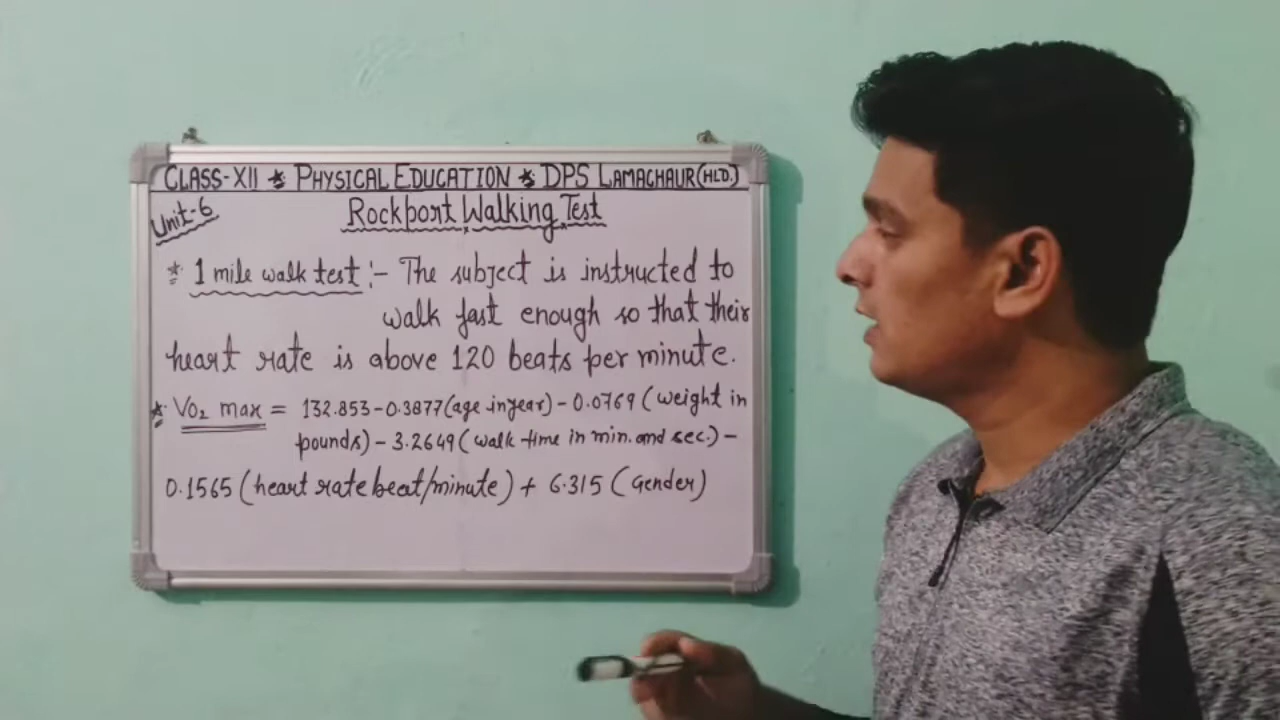 CLASS-XII * PHYSICAL EDUCATION * DPS LAMACHAUR(HLD.)
Unit-6
Rockport Walking Test
* 1 mile walk test :- The subject is instructed to
walk fast enough so that their
heart rate is above 120 beats per minute.
* VO₂ max = 132.853-0.3877(age in year) - 0.0769 (weight in
pounds) - 3.2649 (walk time in min. and sec.) -
0.1565 (heart rate beat/minute) + 6.315 (Gender)